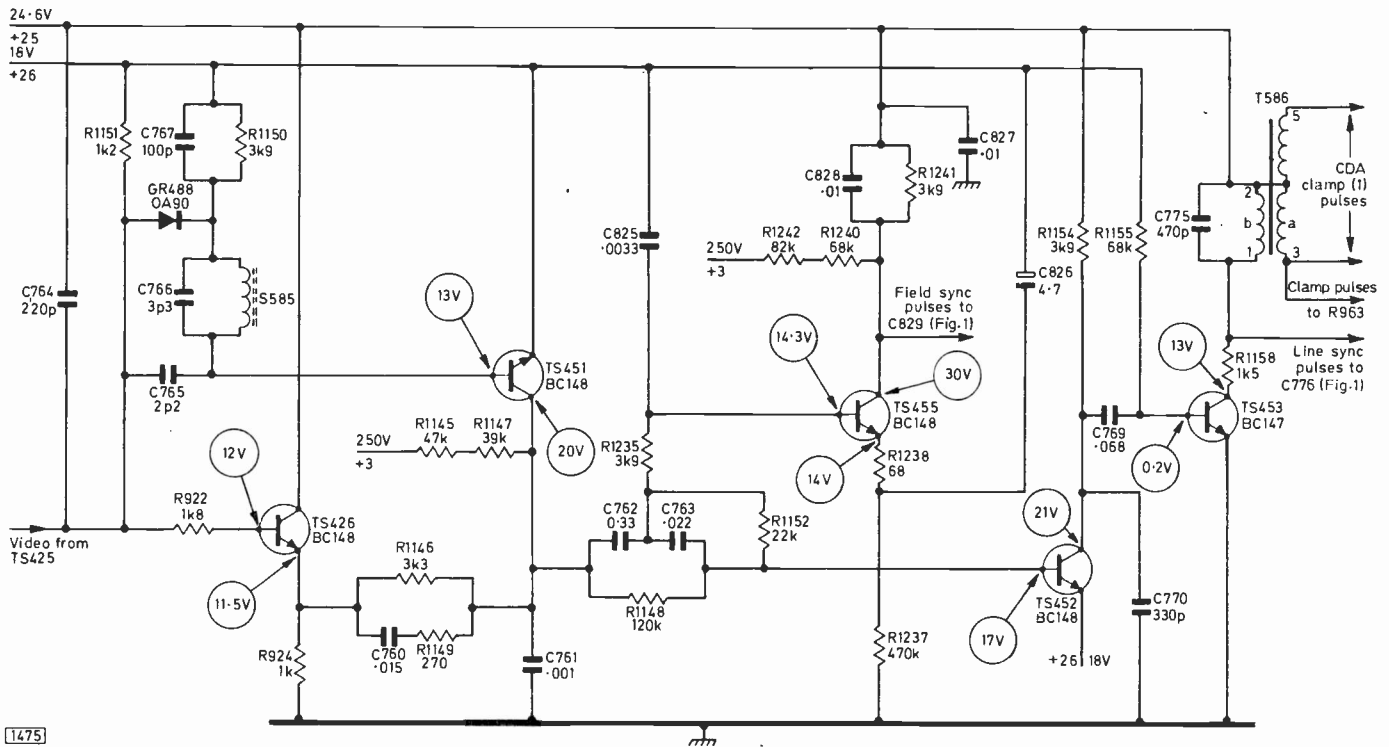 24·6V
+25
18V
+26
R1151
1k2
C767
100p
R1150
3k9
GR488
OA90
C766
3p3
S585
C764
220p
C765
2p2
13V
TS451
BC148
20V
R1145
47k
R1147
39k
250V
+3
12V
R922
1k8
Video from
TS425
TS426
BC148
11·5V
R924
1k
R1146
3k3
C760
·015
R1149
270
C761
·001
C825
·0033
R1235
3k9
C762
0·33
C763
·022
R1148
120k
R1152
22k
C828
·01
R1241
3k9
C827
·01
250V
+3
R1242
82k
R1240
68k
Field sync
pulses to
C829 (Fig.1)
14·3V
30V
TS455
BC148
14V
R1238
68
R1237
470k
C826
4·7
17V
21V
TS452
BC148
+26 18V
C770
330p
R1154
3k9
R1155
68k
C769
·068
0·2V
13V
TS453
BC147
R1158
1k5
C775
470p
T586
5
2
b
a
1
3
CDA
clamp (1)
pulses
Clamp pulses
to R963
Line sync
pulses to
C776 (Fig.1)
1475